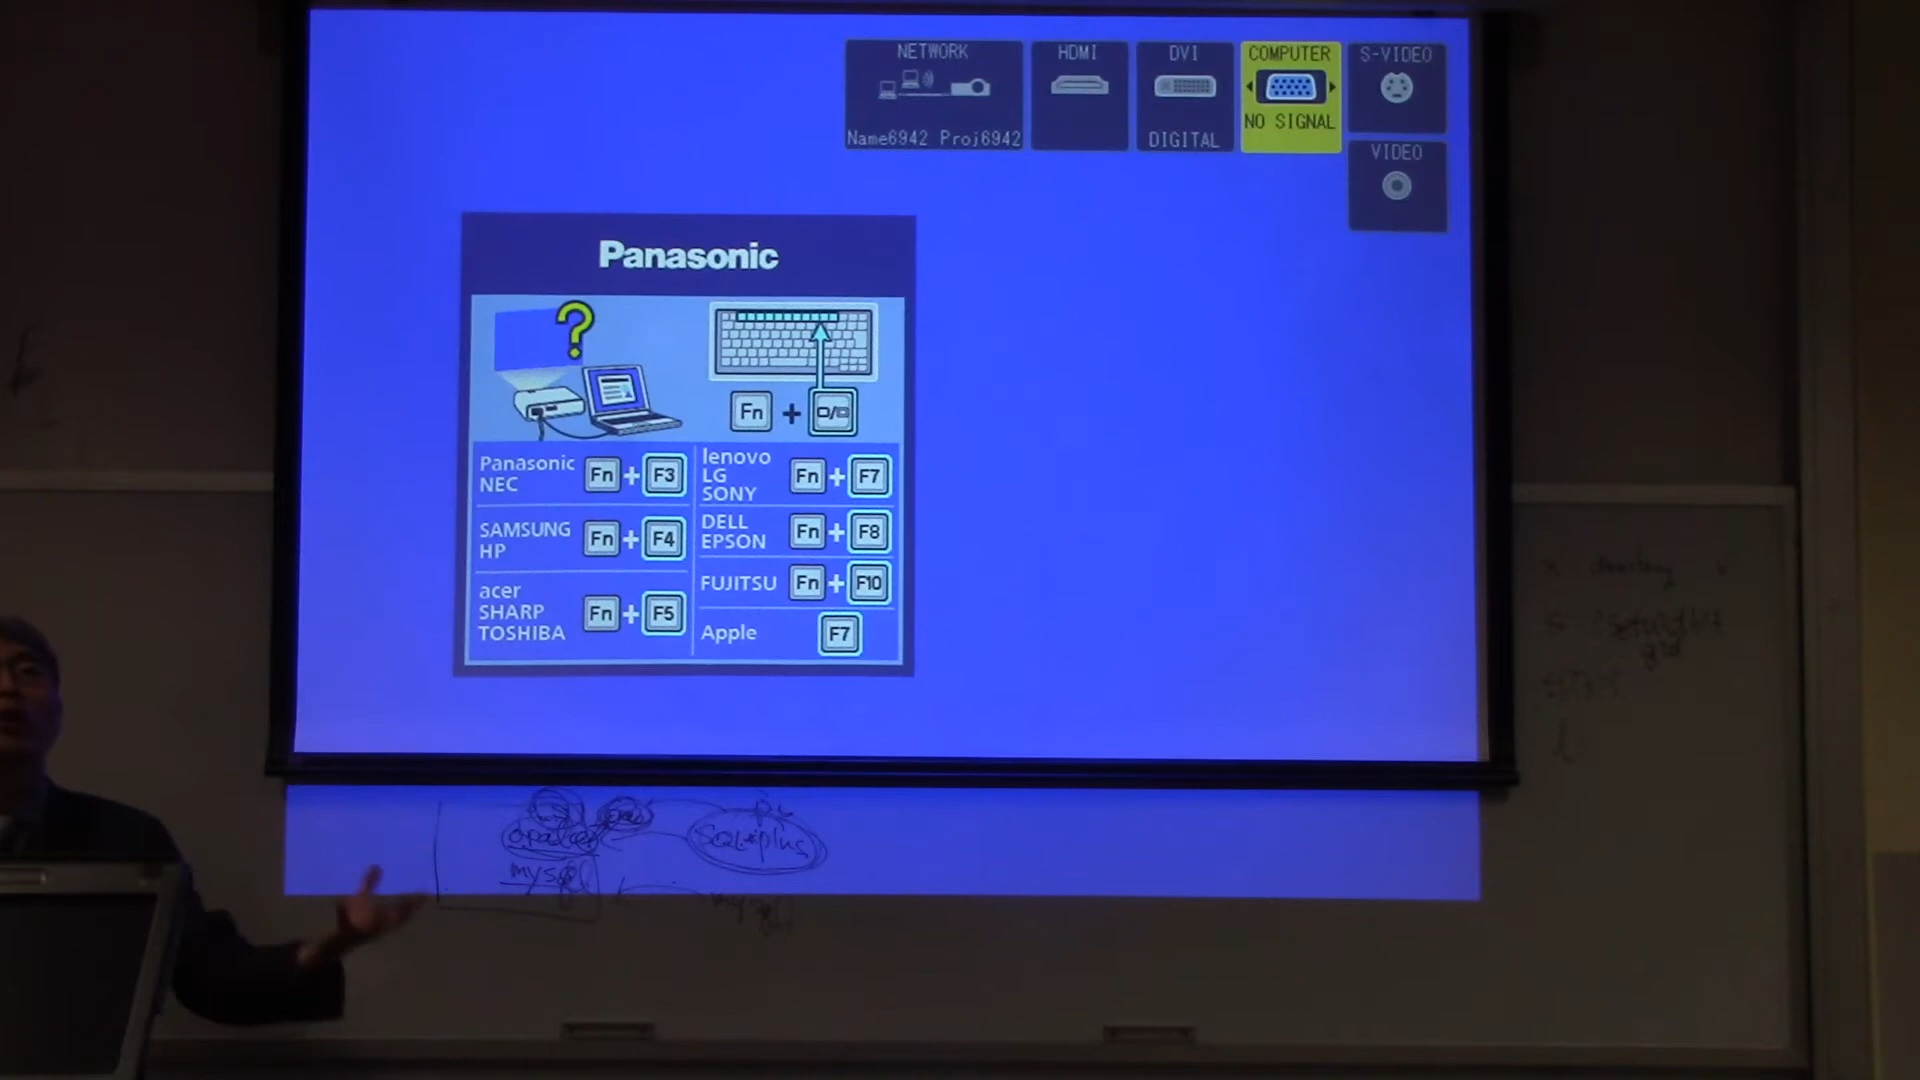 NETWORK
Name6942 Proj6942
HDMI
DVI
DIGITAL
COMPUTER
NO SIGNAL
S-VIDEO
VIDEO
Panasonic
?
Fn + 
Panasonic
NEC
Fn + F3
SAMSUNG
HP
Fn + F4
acer
SHARP
TOSHIBA
Fn + F5
lenovo
LG
SONY
Fn + F7
DELL
EPSON
Fn + F8
FUJITSU
Fn + F10
Apple
F7
mysql
directory